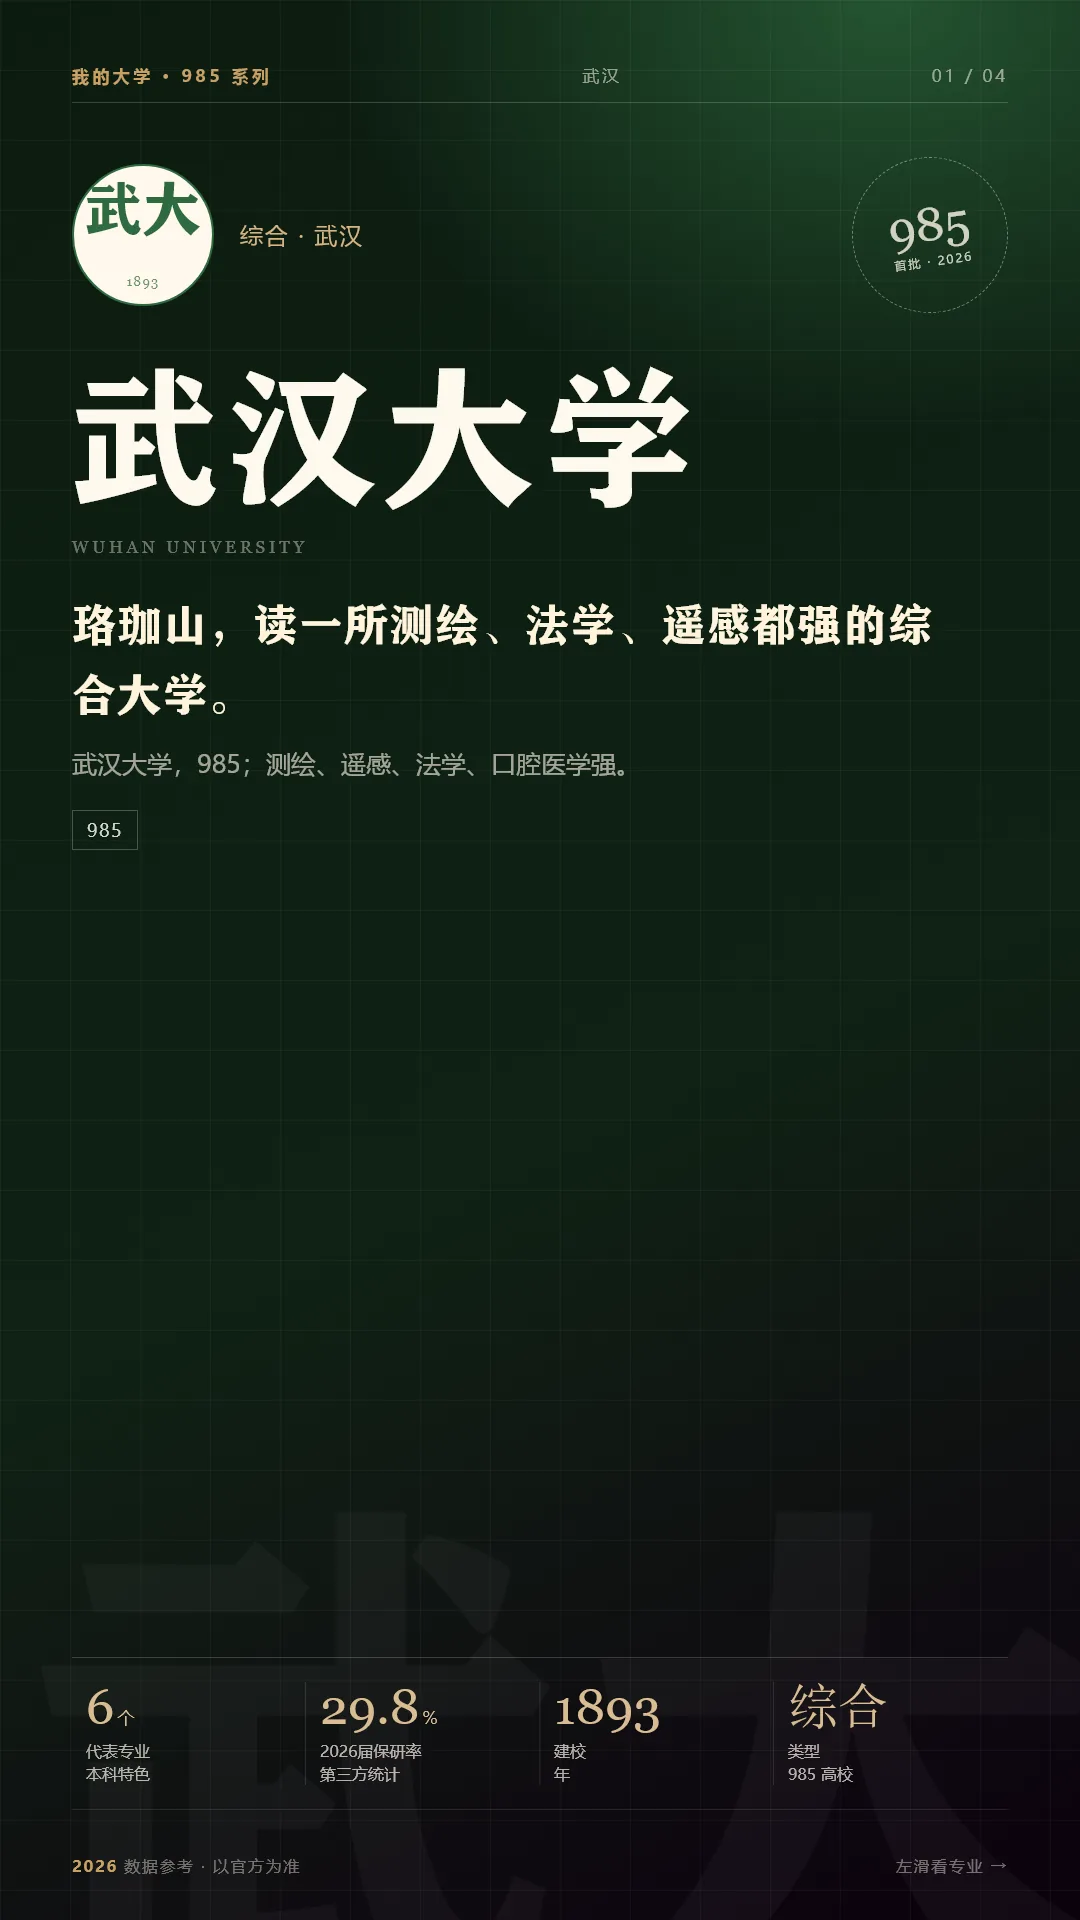 我的大学 · 985 系列
武汉
01 / 04
武大
1893
综合 · 武汉
985
首批 · 2026
武汉大学
WUHAN UNIVERSITY
珞珈山，读一所测绘、法学、遥感都强的综
合大学。
武汉大学，985；测绘、遥感、法学、口腔医学强。
985
武大
6个
代表专业
本科特色
29.8%
2026届保研率
第三方统计
1893
建校
年
综合
类型
985 高校
2026 数据参考 · 以官方为准
左滑看专业 →